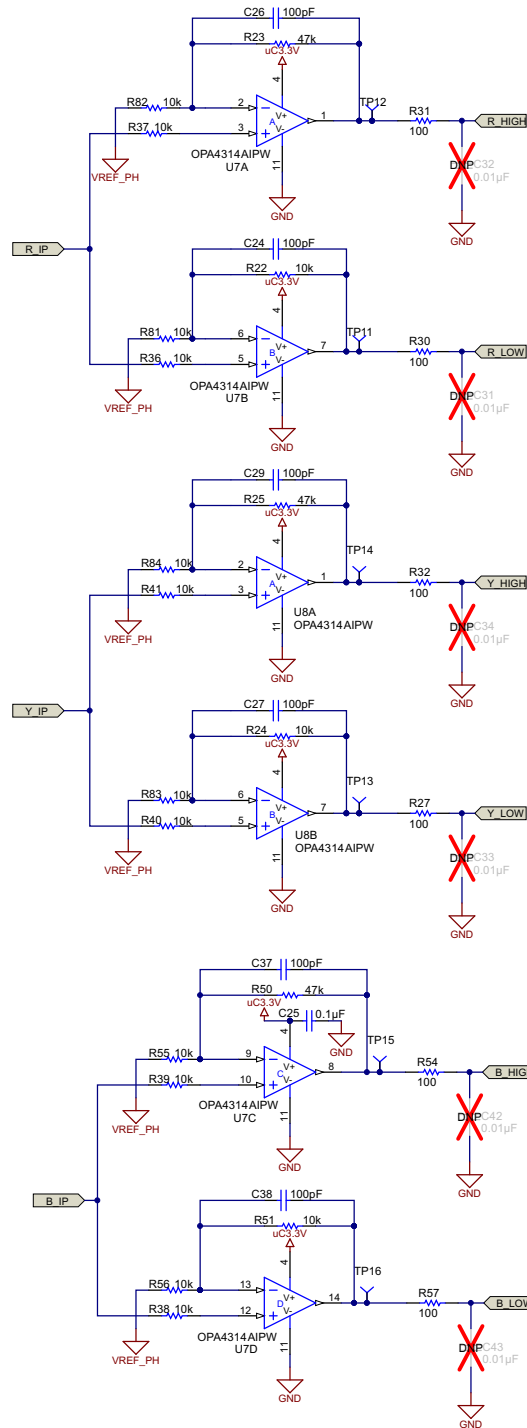 C26 100pF
R23 47k
uC3.3V
4
TP12
R82 10k 2 V+ 1 R31 R_HIGH
A
R37 10k 3 V- 100 DNP C32
0.01µF
OPA4314AIPW
U7A
11
VREF_PH
GND
GND
R_IP
C24 100pF
R22 10k
uC3.3V
4
TP11
R81 10k 6 V+ 7 R30 R_LOW
B
R36 10k 5 V- 100 DNP C31
0.01µF
OPA4314AIPW
U7B
11
VREF_PH
GND
GND
C29 100pF
R25 47k
uC3.3V
4
TP14
R84 10k 2 V+ 1 R32 Y_HIGH
A
R41 10k 3 V- 100 DNP C34
0.01µF
U8A
OPA4314AIPW
11
VREF_PH
GND
GND
Y_IP
C27 100pF
R24 10k
uC3.3V
4
TP13
R83 10k 6 V+ 7 R27 Y_LOW
B
R40 10k 5 V- 100 DNP C33
0.01µF
U8B
OPA4314AIPW
11
VREF_PH
GND
GND
C37 100pF
R50 47k
uC3.3V
C25 0.1µF
4
GND
TP15
R55 10k 9 V+ 8 R54 B_HIG
C
R39 10k 10 V- 100 DNP C42
0.01µF
OPA4314AIPW
U7C
11
VREF_PH
GND
GND
B_IP
C38 100pF
R51 10k
uC3.3V
4
TP16
R56 10k 13 V+ 14 R57 B_LOW
D
R38 10k 12 V- 100 DNP C43
0.01µF
OPA4314AIPW
U7D
11
VREF_PH
GND
GND